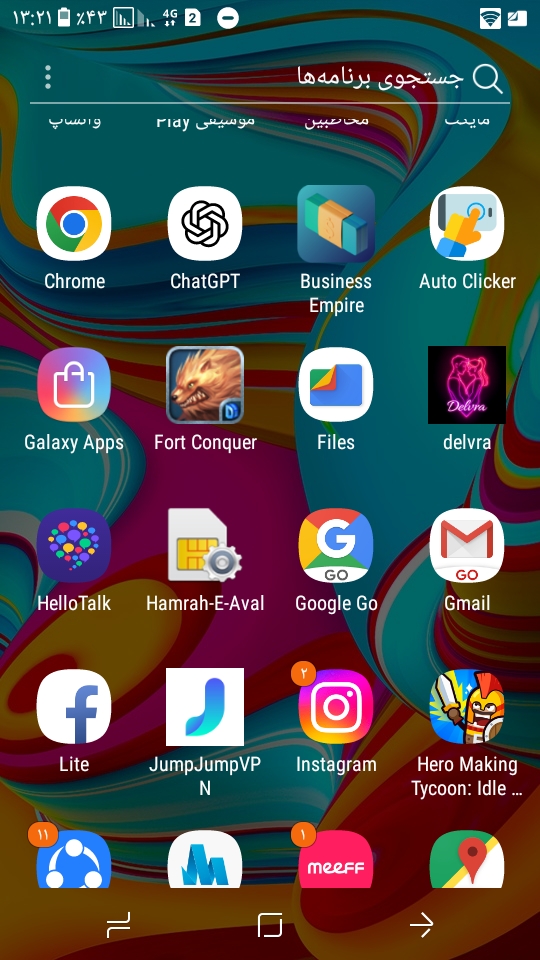 ۱۳:۲۱ ٪۴۳ 4G 2
جستجوی برنامه‌ها
واتساپ موسیقی Play مخاطبین مایکت
Chrome ChatGPT Business Empire Auto Clicker
Galaxy Apps Fort Conquer Files delvra
Delvra
HelloTalk Hamrah-E-Aval Google Go Gmail
GO GO
۲
Lite JumpJumpVPN Instagram Hero Making Tycoon: Idle ...
۱۱ ۱
meeff